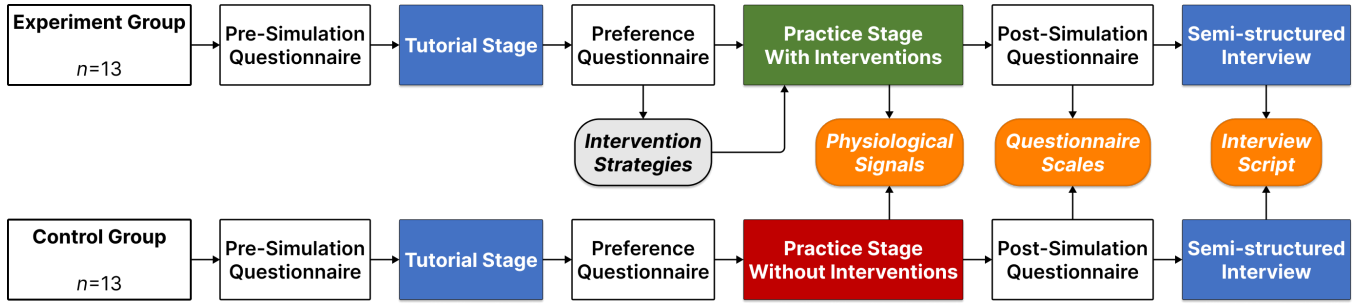 Experiment Group
n=13
Pre-Simulation
Questionnaire
Tutorial Stage
Preference
Questionnaire
Practice Stage
With Interventions
Post-Simulation
Questionnaire
Semi-structured
Interview
Intervention
Strategies
Physiological
Signals
Questionnaire
Scales
Interview
Script
Control Group
n=13
Pre-Simulation
Questionnaire
Tutorial Stage
Preference
Questionnaire
Practice Stage
Without Interventions
Post-Simulation
Questionnaire
Semi-structured
Interview